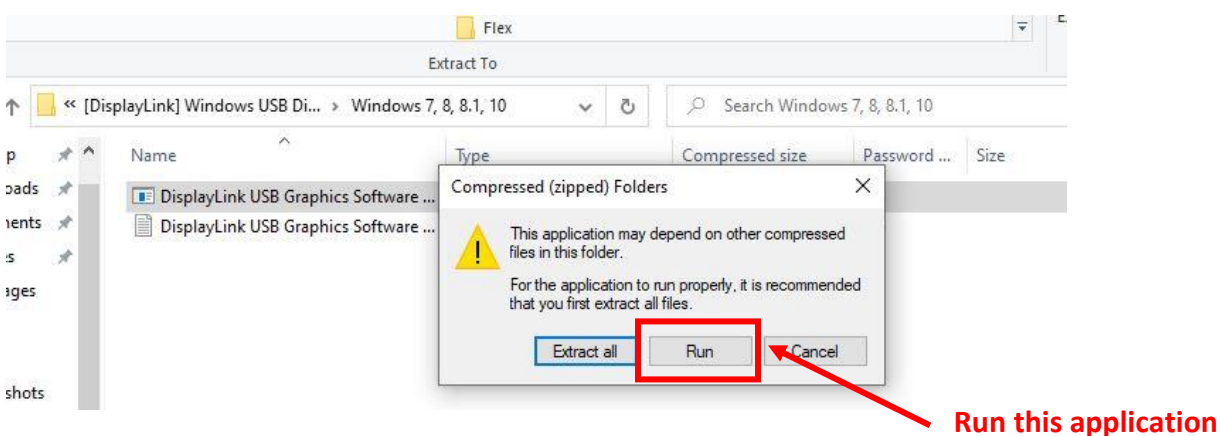 Flex
Extract To
« [DisplayLink] Windows USB Di... › Windows 7, 8, 8.1, 10
Search Windows 7, 8, 8.1, 10
Name Type Compressed size Password ... Size
DisplayLink USB Graphics Software ...
DisplayLink USB Graphics Software ...
Compressed (zipped) Folders
This application may depend on other compressed
files in this folder.
For the application to run properly, it is recommended
that you first extract all files.
Extract all Run Cancel
Run this application